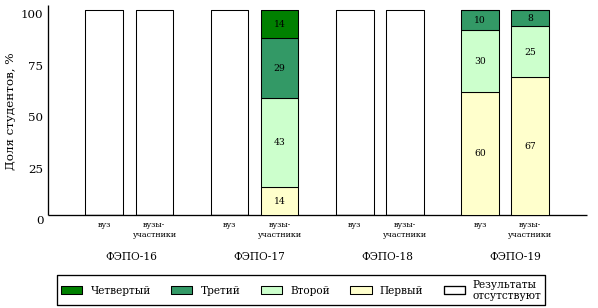 Доля студентов, %
100
75
50
25
0
14
29
43
14
10
30
60
8
25
67
вуз
вузы-
участники
вуз
вузы-
участники
вуз
вузы-
участники
вуз
вузы-
участники
ФЭПО-16
ФЭПО-17
ФЭПО-18
ФЭПО-19
Четвертый
Третий
Второй
Первый
Результаты
отсутствуют